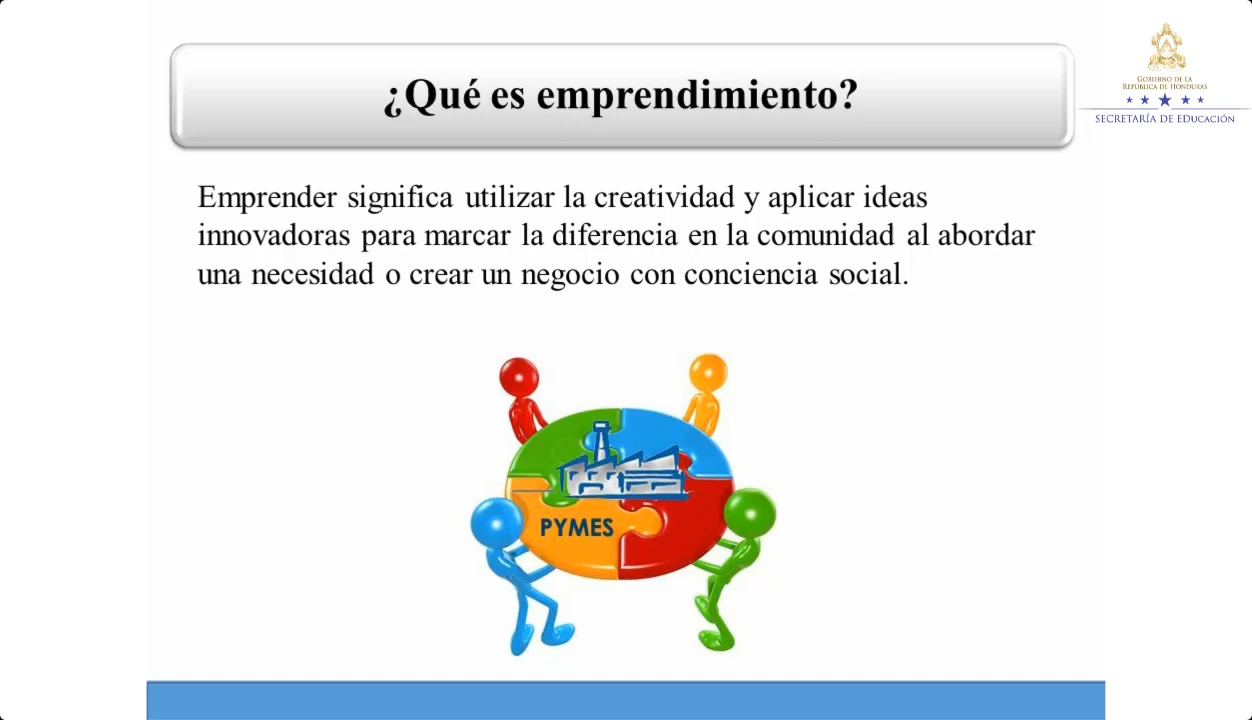 ¿Qué es emprendimiento?
GOBIERNO DE LA
REPÚBLICA DE HONDURAS
SECRETARÍA DE EDUCACIÓN
Emprender significa utilizar la creatividad y aplicar ideas
innovadoras para marcar la diferencia en la comunidad al abordar
una necesidad o crear un negocio con conciencia social.
PYMES